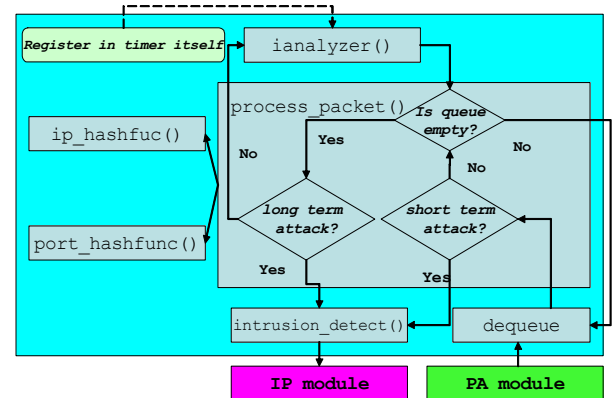 Register in timer itself
ianalyzer()
process_packet()
Is queue
empty?
ip_hashfuc()
Yes
No
No
No
long term
attack?
short term
attack?
port_hashfunc()
Yes
Yes
intrusion_detect()
dequeue
IP module
PA module